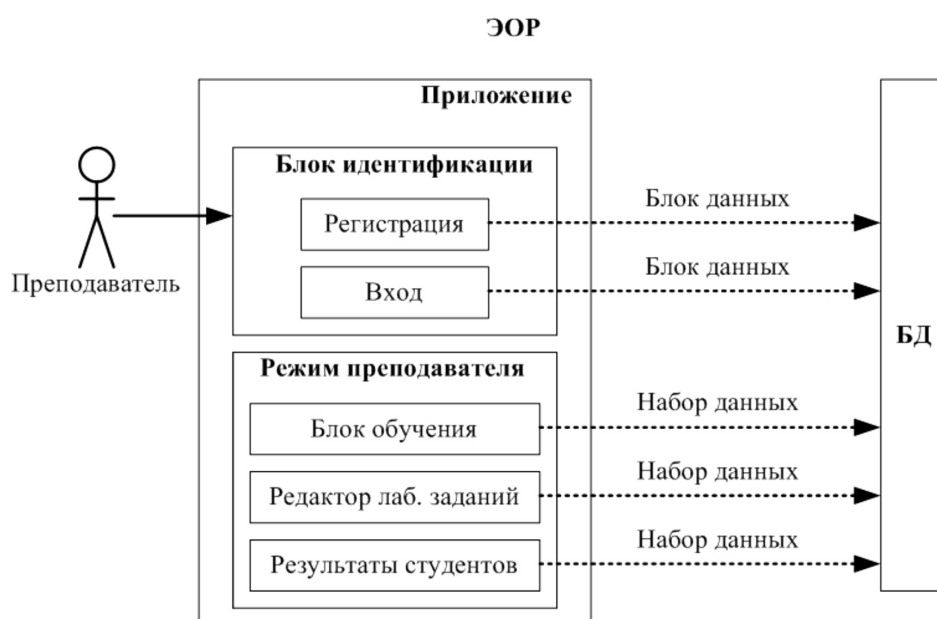 ЭОР
Приложение
Блок идентификации
Регистрация
Блок данных
Вход
Блок данных
Преподаватель
БД
Режим преподавателя
Блок обучения
Набор данных
Редактор лаб. заданий
Набор данных
Результаты студентов
Набор данных